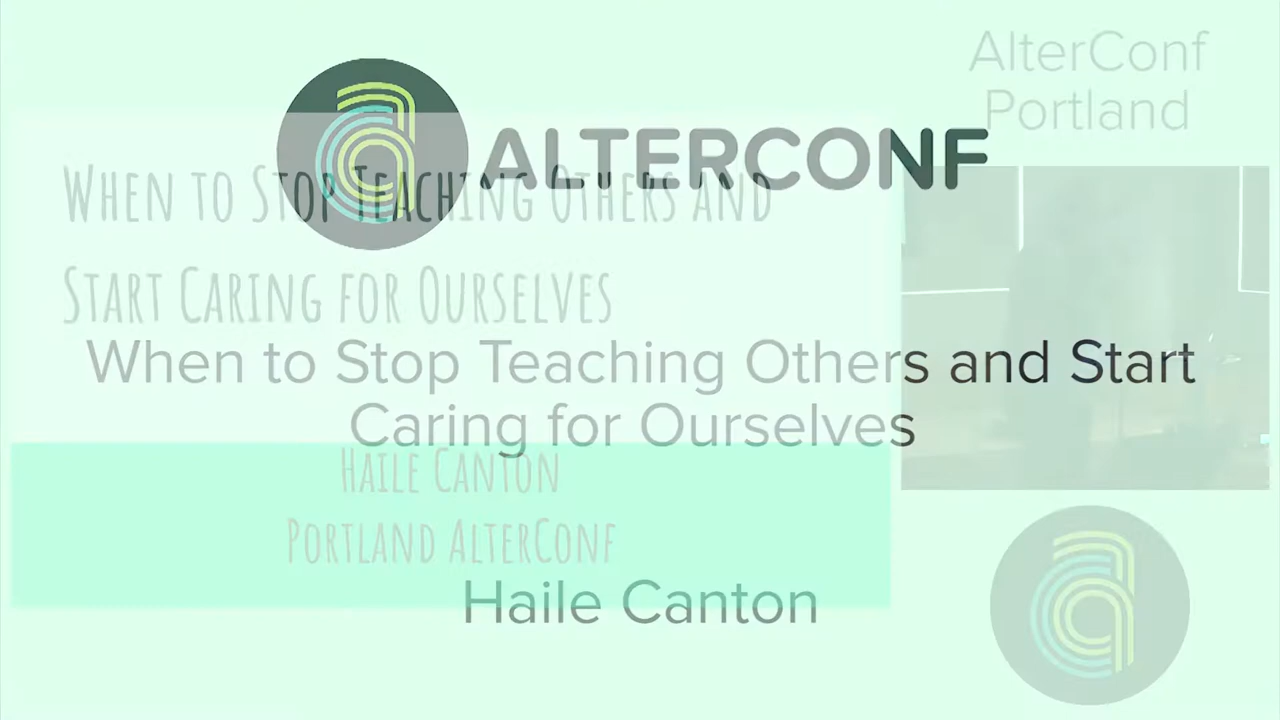 AlterConf
Portland
ALTERCONF
When to Stop Teaching Others and
Start Caring for Ourselves
When to Stop Teaching Others and Start
Caring for Ourselves
Haile Canton
Portland AlterConf
Haile Canton